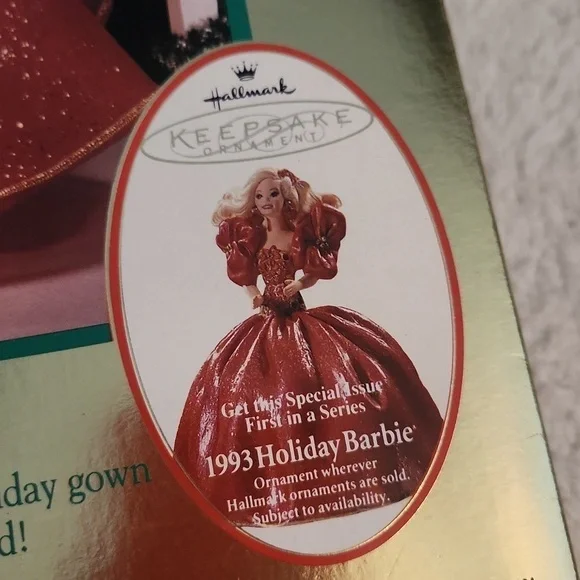 Hallmark
KEEPSAKE
ORNAMENT
Get this Special Issue
First in a Series
1993 Holiday Barbie
Ornament wherever
Hallmark ornaments are sold.
Subject to availability.
gown